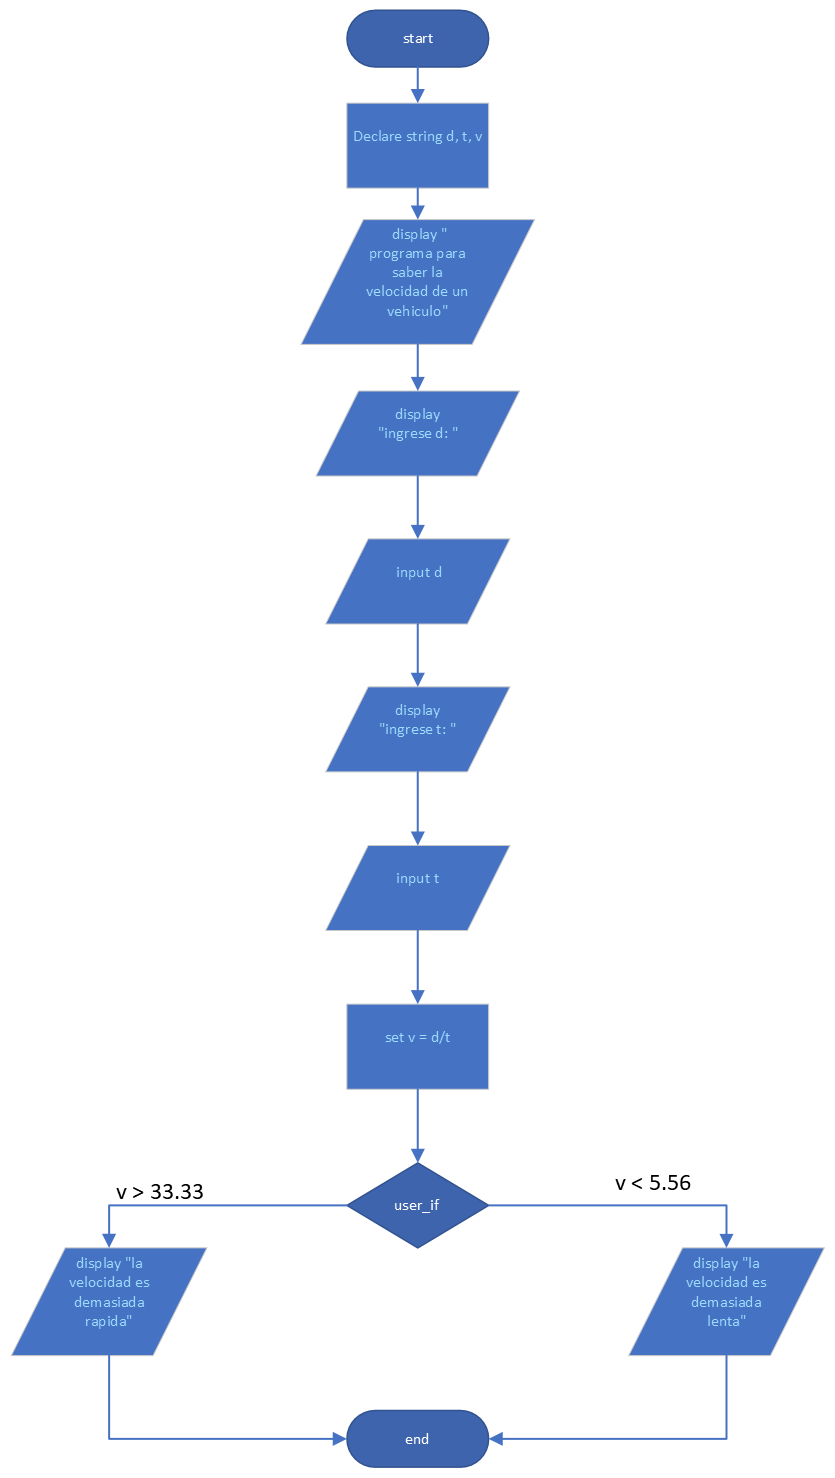 start
Declare string d, t, v
display "
programa para
saber la
velocidad de un
vehiculo"
display
"ingrese d: "
input d
display
"ingrese t: "
input t
set v = d/t
user_if
v > 33.33
v < 5.56
display "la
velocidad es
demasiada
rapida"
display "la
velocidad es
demasiada
lenta"
end